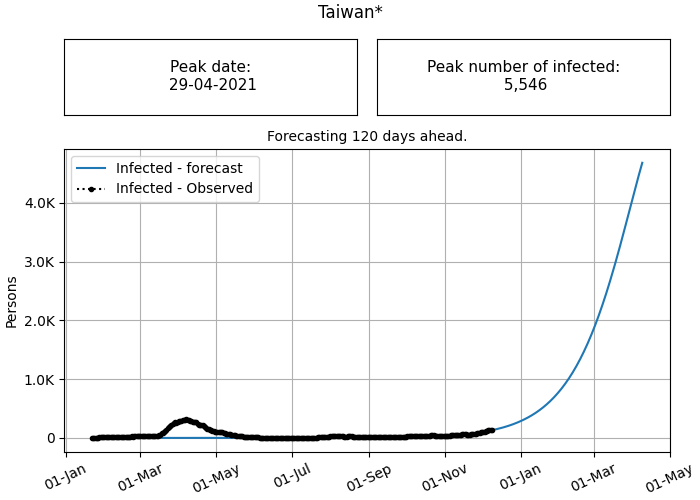 Taiwan*
Peak date:
29-04-2021
Peak number of infected:
5,546
Forecasting 120 days ahead.
Infected - forecast
Infected - Observed
Persons
4.0K
3.0K
2.0K
1.0K
0
01-Jan
01-Mar
01-May
01-Jul
01-Sep
01-Nov
01-Jan
01-Mar
01-May